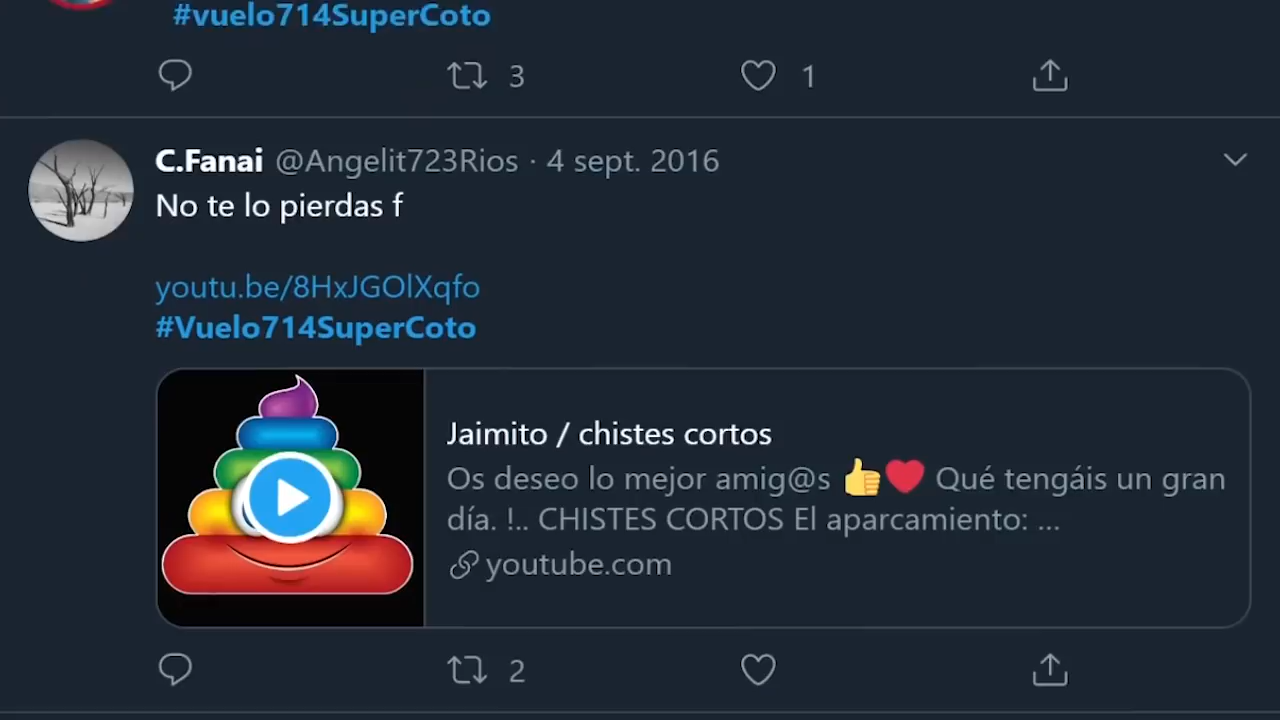 #vuelo714SuperCoto
3
1
C.Fanai @Angelit723Rios · 4 sept. 2016
No te lo pierdas f
youtu.be/8HxJGOlXqfo
#Vuelo714SuperCoto
Jaimito / chistes cortos
Os deseo lo mejor amig@s 👍❤️ Qué tengáis un gran
día. !.. CHISTES CORTOS El aparcamiento: ...
youtube.com
2